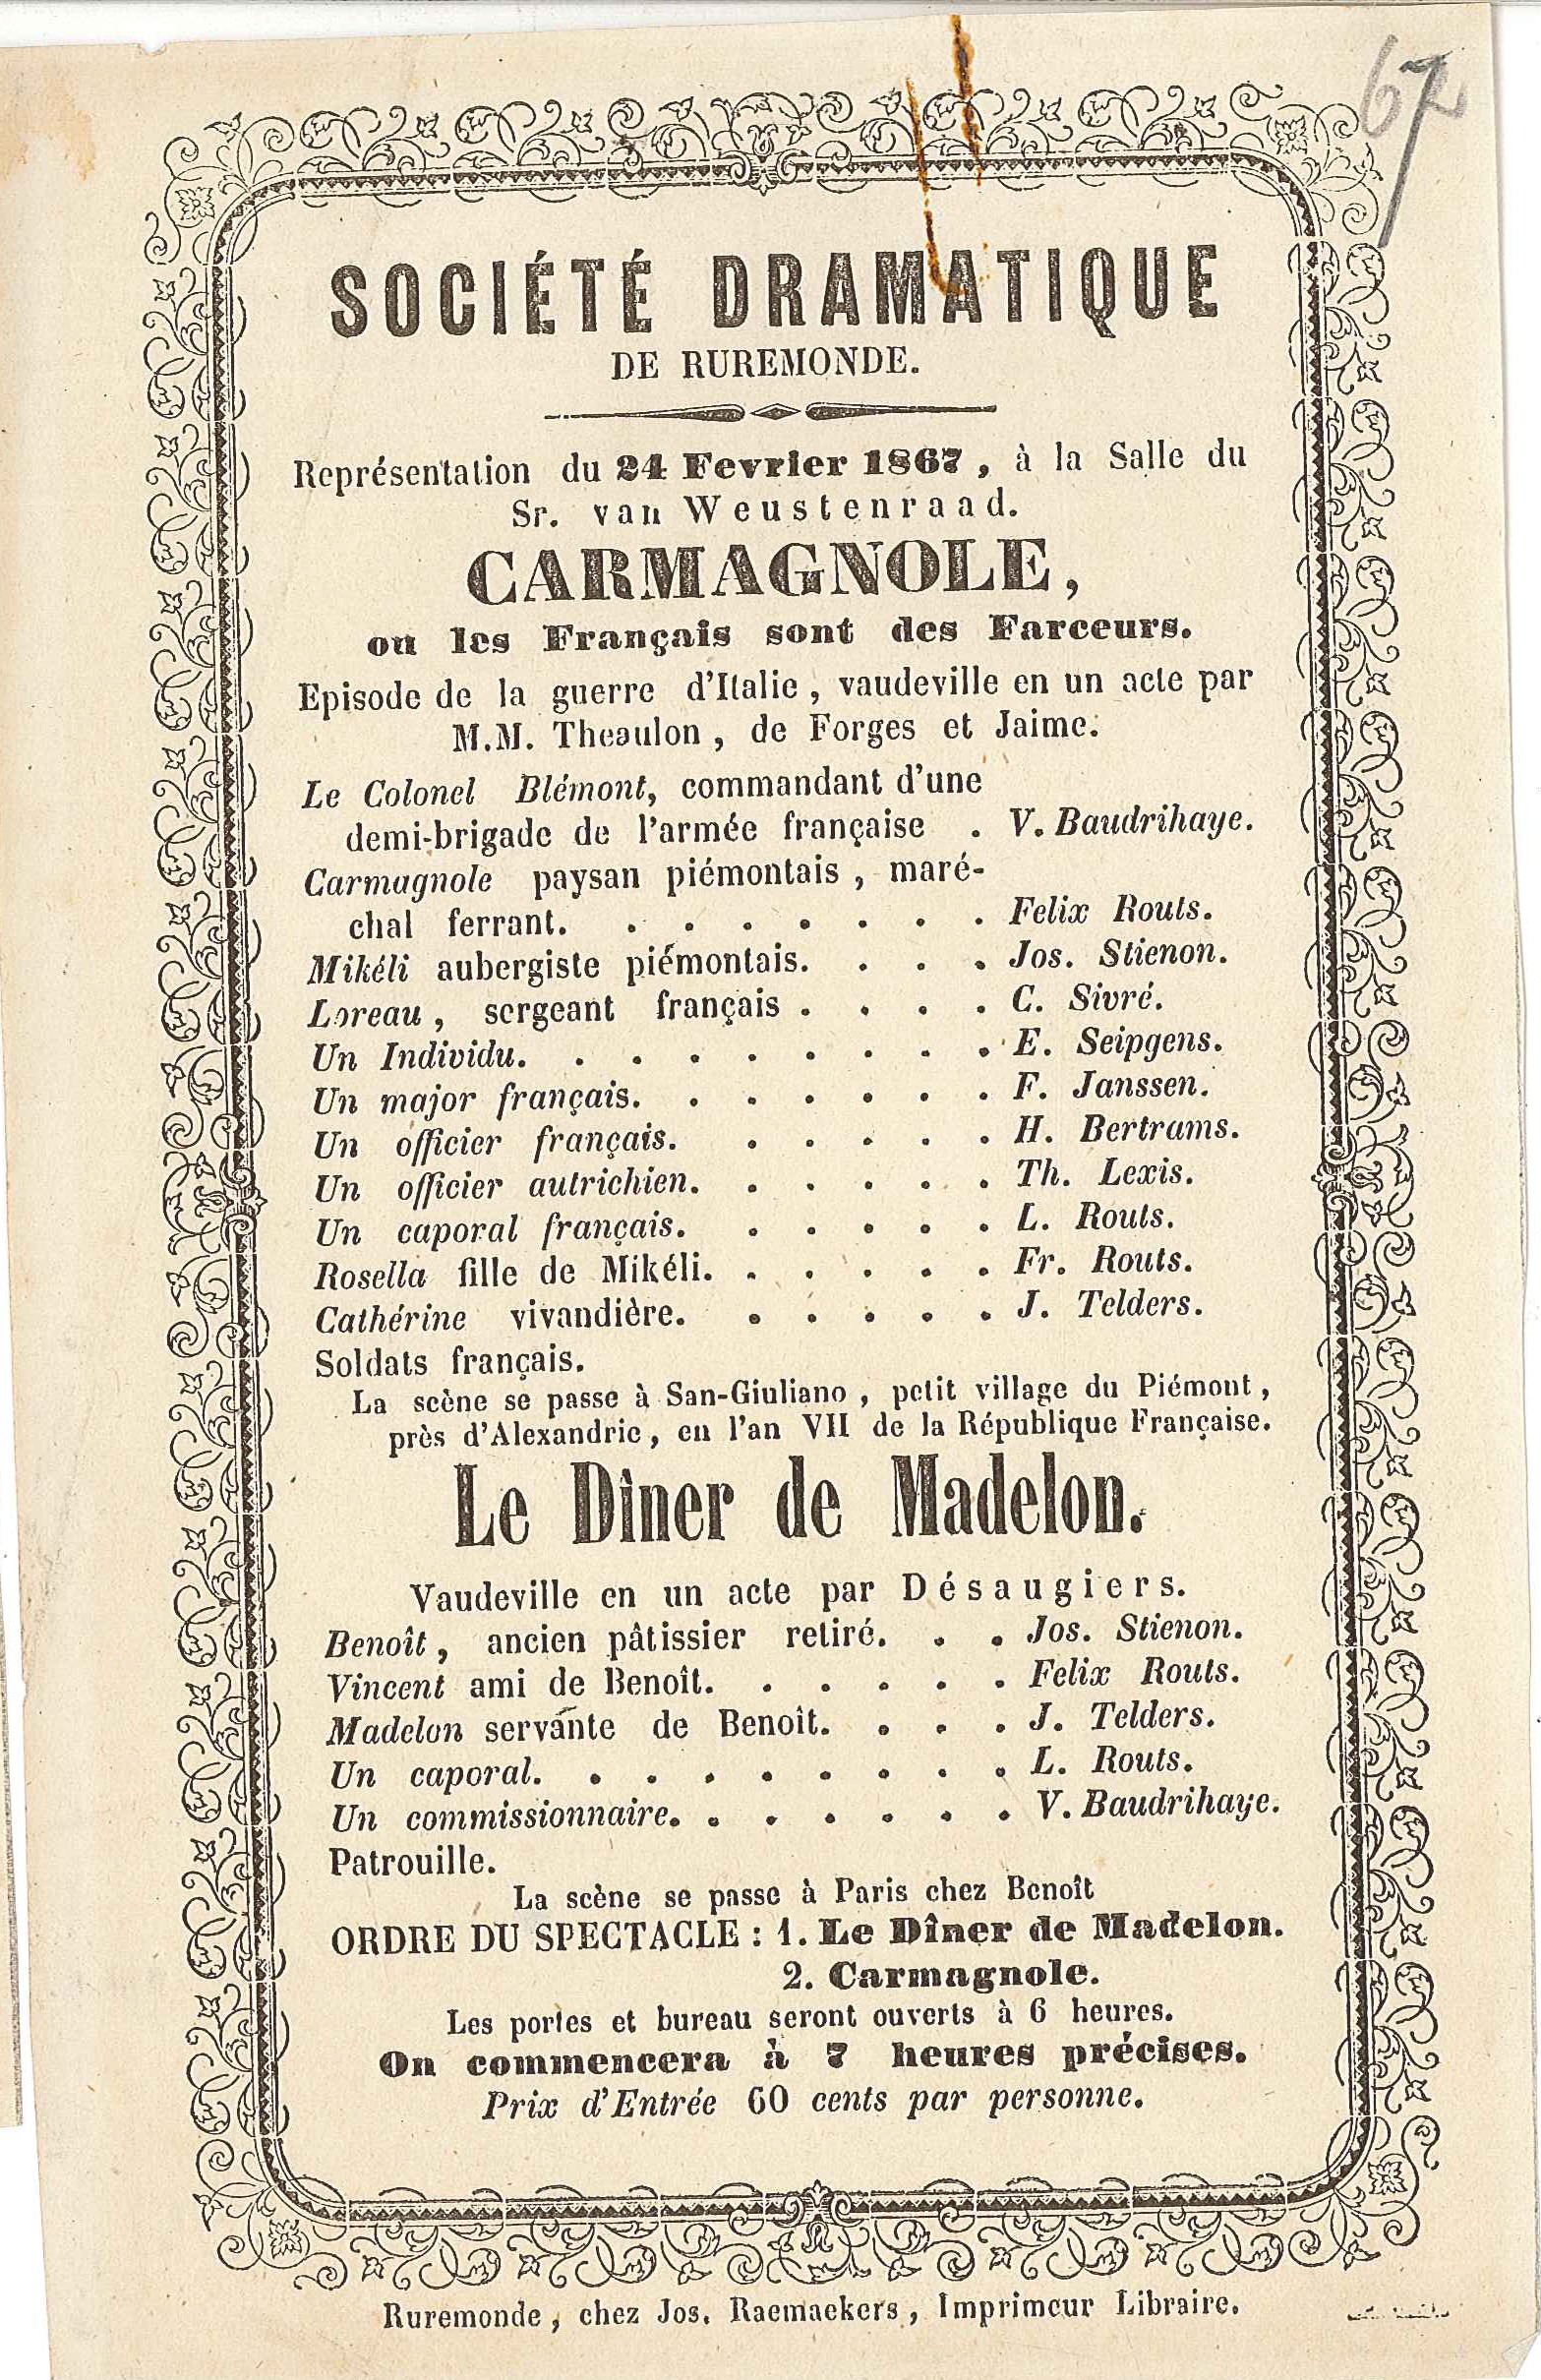 67
SOCIÉTÉ DRAMATIQUE
DE RUREMONDE.
Représentation du 24 Fevrier 1867, à la Salle du
Sr. van Weustenraad.
CARMAGNOLE,
ou les Français sont des Farceurs.
Episode de la guerre d'Italie, vaudeville en un acte par
M.M. Theaulon, de Forges et Jaime.
Le Colonel Blémont, commandant d'une
demi-brigade de l'armée française . V. Baudrihaye.
Carmagnole paysan piémontais, maré-
chal ferrant. . . . . . . . Felix Routs.
Mikéli aubergiste piémontais. . . . Jos. Stienon.
Loreau, sergeant français . . . . C. Sivré.
Un Individu. . . . . . . . . E. Seipgens.
Un major français. . . . . . . F. Janssen.
Un officier français. . . . . . H. Bertrams.
Un officier autrichien. . . . . . Th. Lexis.
Un caporal français. . . . . . L. Routs.
Rosella fille de Mikéli. . . . . . Fr. Routs.
Cathérine vivandière. . . . . . J. Telders.
Soldats français.
La scène se passe à San-Giuliano, petit village du Piémont,
près d'Alexandrie, en l'an VII de la République Française.
Le Dîner de Madelon.
Vaudeville en un acte par Désaugiers.
Benoît, ancien pâtissier retiré. . . Jos. Stienon.
Vincent ami de Benoît. . . . . . Felix Routs.
Madelon servante de Benoît. . . . J. Telders.
Un caporal. . . . . . . . . L. Routs.
Un commissionnaire. . . . . . . V. Baudrihaye.
Patrouille.
La scène se passe à Paris chez Benoît
ORDRE DU SPECTACLE : 1. Le Dîner de Madelon.
2. Carmagnole.
Les portes et bureau seront ouverts à 6 heures.
On commencera à 7 heures précises.
Prix d'Entrée 60 cents par personne.
Ruremonde, chez Jos. Raemaekers, Imprimeur Libraire.